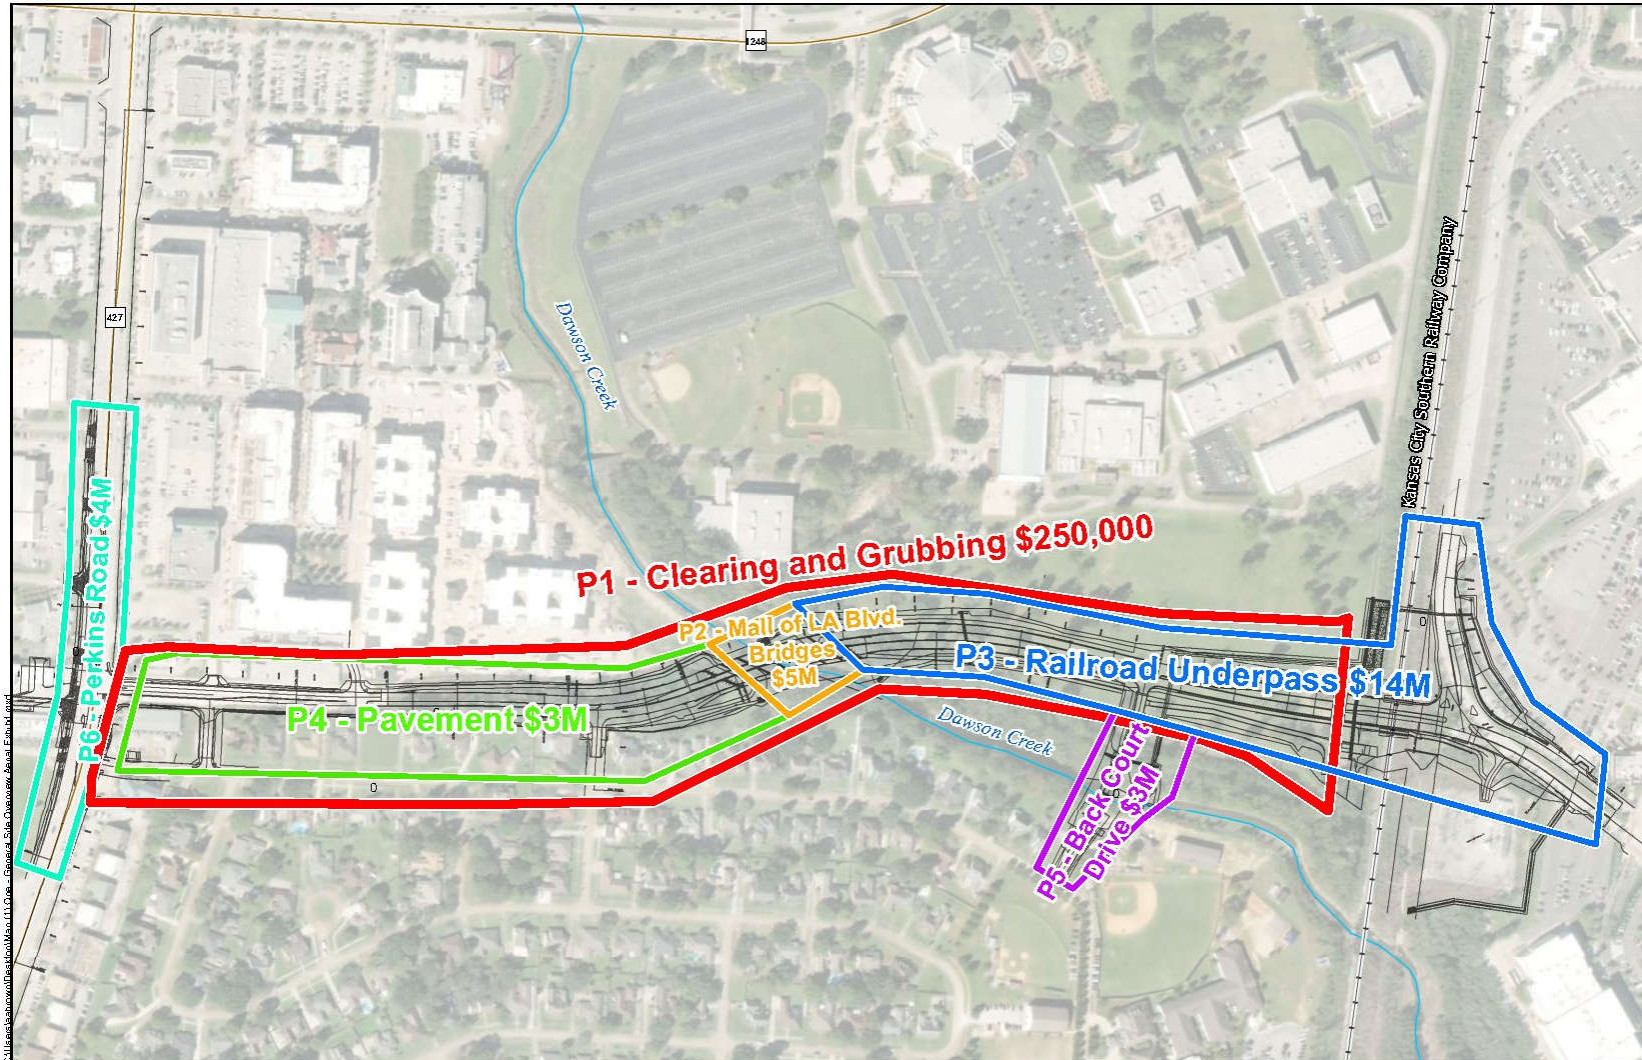 1248
427
Dawson Creek
Kansas City Southern Railway Company
P1 - Clearing and Grubbing $250,000
P2 - Mall of LA Blvd.
Bridges
$5M
P3 - Railroad Underpass $14M
P6 - Perkins Road $4M
P4 - Pavement $3M
Dawson Creek
P5 - Back Court
Drive $3M
0
0
0